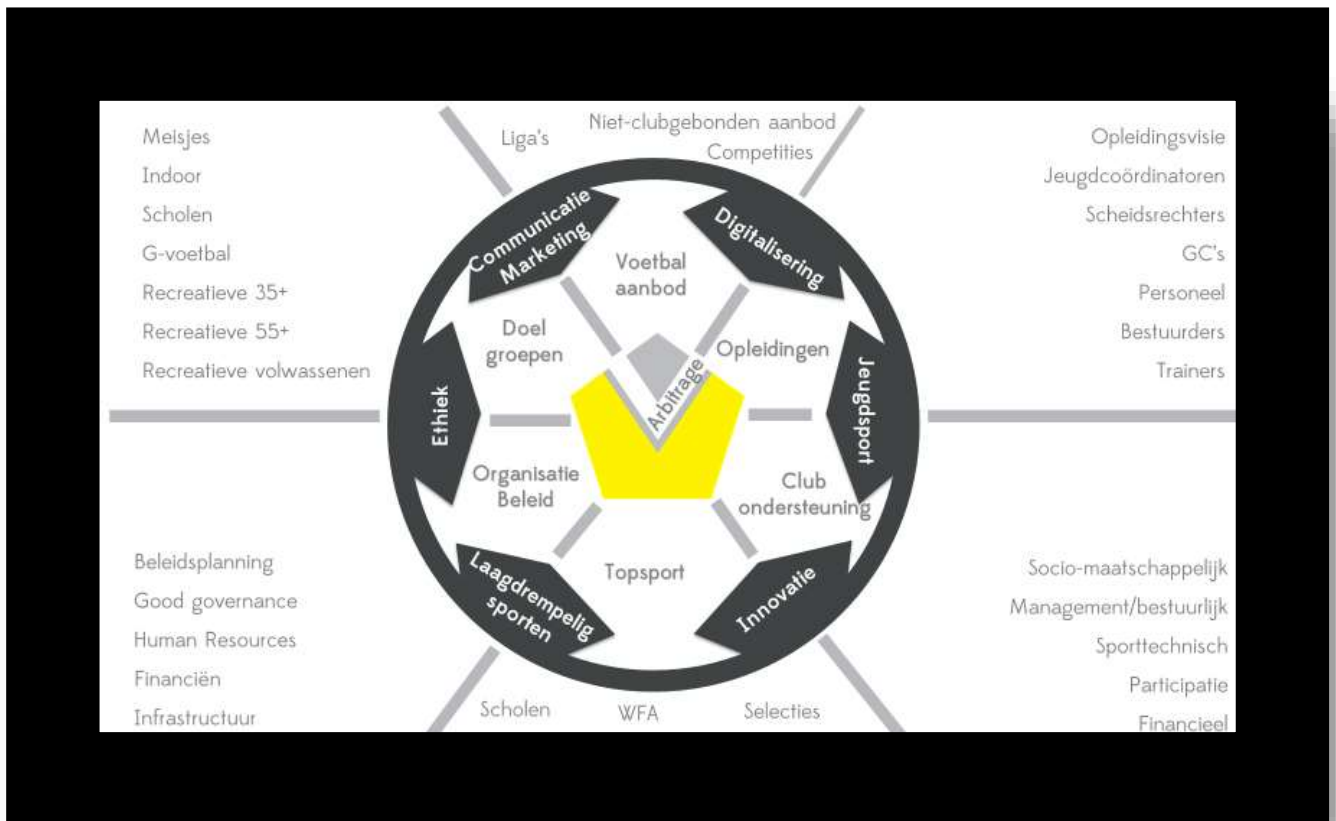 Meisjes
Indoor
Scholen
G-voetbal
Recreatieve 35+
Recreatieve 55+
Recreatieve volwassenen
Liga's
Niet-clubgebonden aanbod
Competities
Opleidingsvisie
Jeugdcoördinatoren
Scheidsrechters
GC's
Personeel
Bestuurders
Trainers
Communicatie
Marketing
Digitalisering
Voetbal
aanbod
Doel
groepen
Opleidingen
Arbitrage
Ethiek
Jeugdsport
Organisatie
Beleid
Club
ondersteuning
Topsport
Laagdrempelig
sporten
Innovatie
Beleidsplanning
Good governance
Human Resources
Financiën
Infrastructuur
Scholen
WFA
Selecties
Socio-maatschappelijk
Management/bestuurlijk
Sporttechnisch
Participatie
Financieel